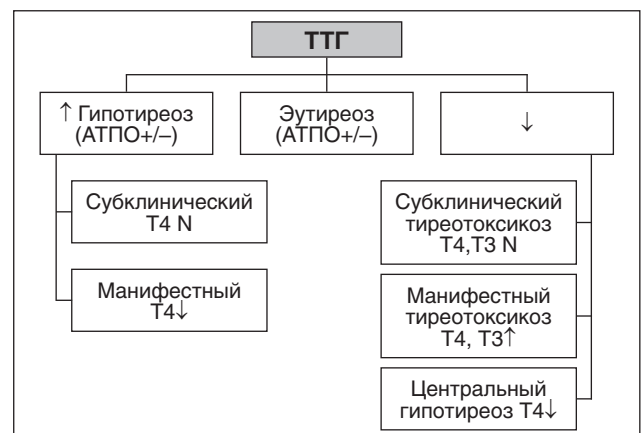 ТТГ
↑ Гипотиреоз
(АТПО+/–)
Эутиреоз
(АТПО+/–)
↓
Субклинический
Т4 N
Манифестный
Т4↓
Субклинический
тиреотоксикоз
Т4,Т3 N
Манифестный
тиреотоксикоз
Т4, Т3↑
Центральный
гипотиреоз Т4↓